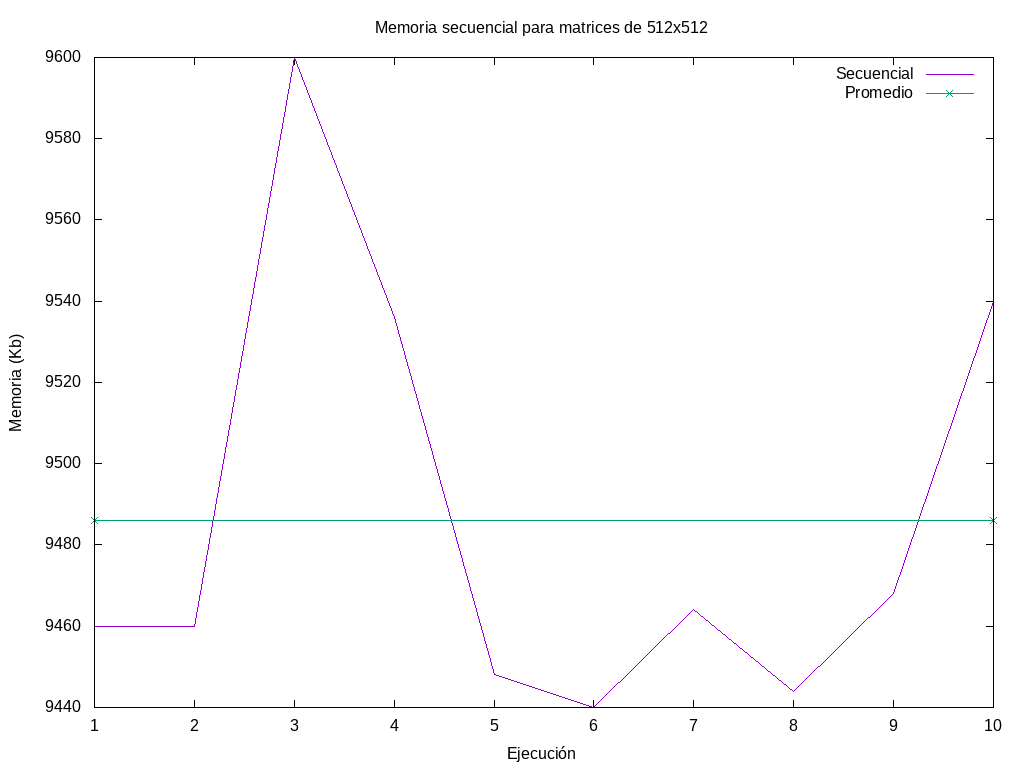 Memoria secuencial para matrices de 512x512
Secuencial
Promedio
9600
9580
9560
9540
9520
9500
9480
9460
9440
Memoria (Kb)
1 2 3 4 5 6 7 8 9 10
Ejecución